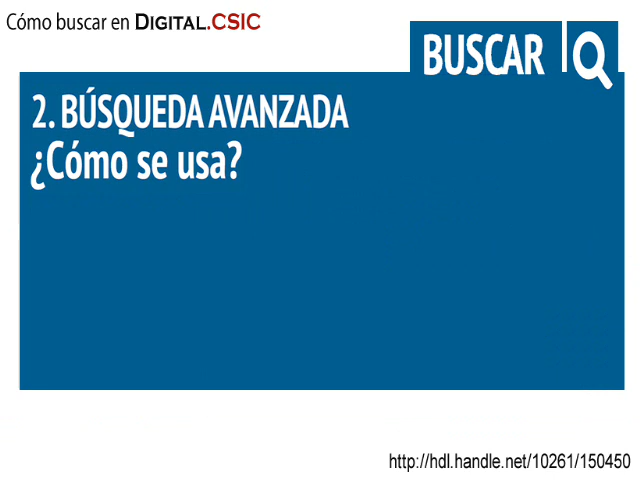 Cómo buscar en DIGITAL.CSIC
BUSCAR
2. BÚSQUEDA AVANZADA
¿Cómo se usa?
http://hdl.handle.net/10261/150450